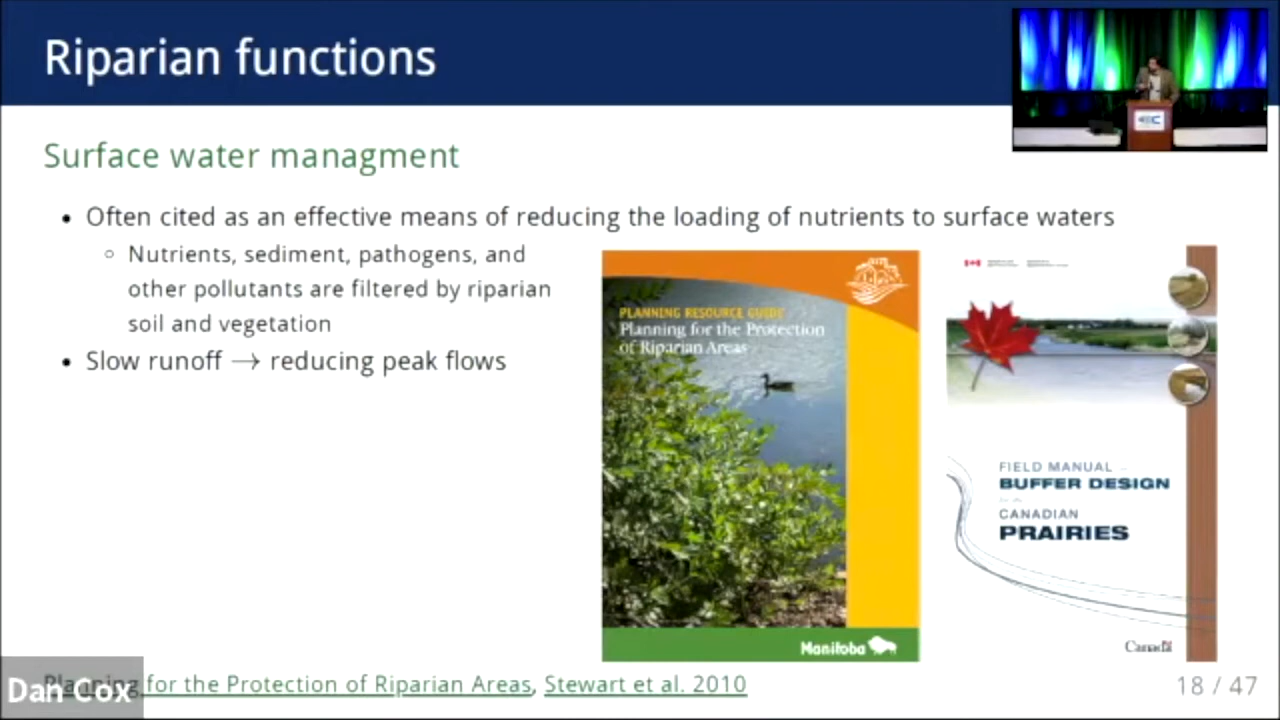 Riparian functions
Surface water managment
• Often cited as an effective means of reducing the loading of nutrients to surface waters
◦ Nutrients, sediment, pathogens, and
other pollutants are filtered by riparian
soil and vegetation
• Slow runoff → reducing peak flows
PLANNING RESOURCE GUIDE
Planning for the Protection
of Riparian Areas
Manitoba
FIELD MANUAL
BUFFER DESIGN
CANADIAN
PRAIRIES
Canada
Planning for the Protection of Riparian Areas, Stewart et al. 2010
Dan Cox
18 / 47